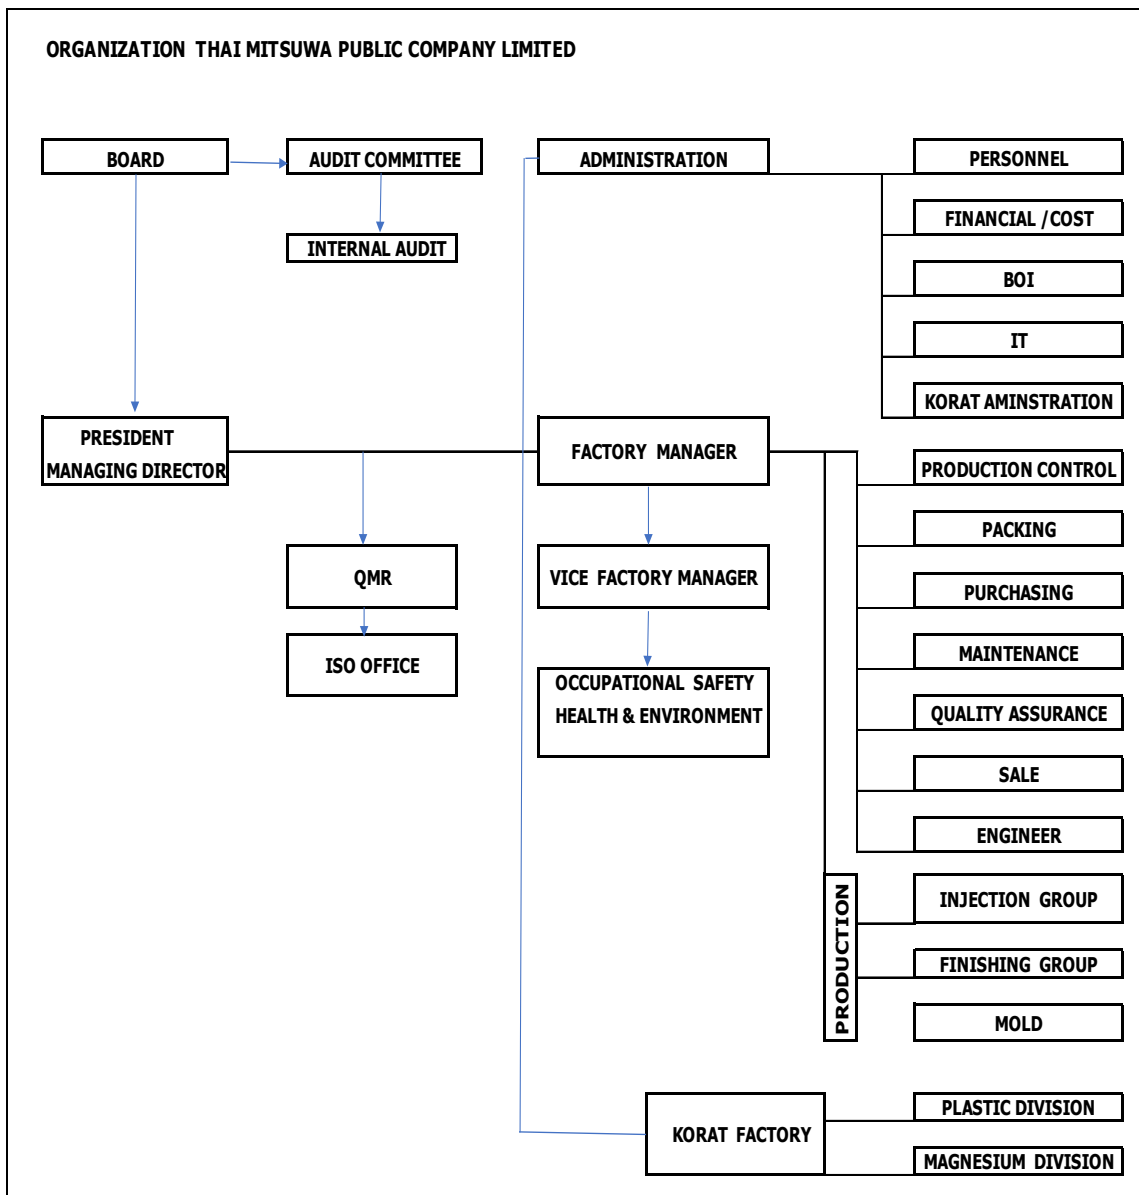 ORGANIZATION THAI MITSUWA PUBLIC COMPANY LIMITED
BOARD
AUDIT COMMITTEE
ADMINISTRATION
PERSONNEL
FINANCIAL /COST
INTERNAL AUDIT
BOI
IT
KORAT AMINSTRATION
PRESIDENT
MANAGING DIRECTOR
FACTORY MANAGER
PRODUCTION CONTROL
PACKING
QMR
VICE FACTORY MANAGER
PURCHASING
ISO OFFICE
OCCUPATIONAL SAFETY
HEALTH & ENVIRONMENT
MAINTENANCE
QUALITY ASSURANCE
SALE
ENGINEER
PRODUCTION
INJECTION GROUP
FINISHING GROUP
MOLD
KORAT FACTORY
PLASTIC DIVISION
MAGNESIUM DIVISION